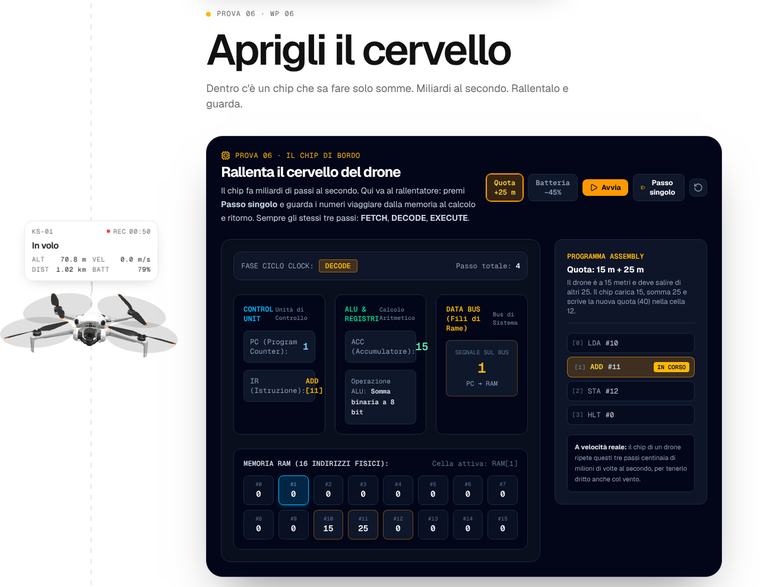 PROVA 06 · WP 06
Aprigli il cervello
Dentro c'è un chip che sa fare solo somme. Miliardi al secondo. Rallentalo e
guarda.
KS-01
REC 00:50
In volo
ALT 70.8 m VEL 0.0 m/s
DIST 1.02 km BATT 79%
PROVA 06 · IL CHIP DI BORDO
Rallenta il cervello del drone
Il chip fa miliardi di passi al secondo. Qui va al rallentatore: premi
Passo singolo e guarda i numeri viaggiare dalla memoria al calcolo
e ritorno. Sempre gli stessi tre passi: FETCH, DECODE, EXECUTE.
Quota
+25 m
Batteria
−45%
Avvia
Passo
singolo
FASE CICLO CLOCK: DECODE
Passo totale: 4
CONTROL
UNIT
Unità di
Controllo
PC (Program
Counter):
1
IR
(Istruzione):
ADD
[11]
ALU &
REGISTRI
Calcolo
Aritmetico
ACC
(Accumulatore):
15
Operazione
ALU: Somma
binaria a 8
bit
DATA BUS
(Fili di
Rame)
Bus di
Sistema
SEGNALE SUL BUS
1
PC → RAM
MEMORIA RAM (16 INDIRIZZI FISICI):
Cella attiva: RAM[1]
#0 #1 #2 #3 #4 #5 #6 #7
0 0 0 0 0 0 0 0
#8 #9 #10 #11 #12 #13 #14 #15
0 0 15 25 0 0 0 0
PROGRAMMA ASSEMBLY
Quota: 15 m + 25 m
Il drone è a 15 metri e deve salire di
altri 25. Il chip carica 15, somma 25 e
scrive la nuova quota (40) nella cella
12.
[0] LDA #10
[1] ADD #11 IN CORSO
[2] STA #12
[3] HLT #0
A velocità reale: il chip di un drone
ripete questi tre passi centinaia di
milioni di volte al secondo, per tenerlo
dritto anche col vento.